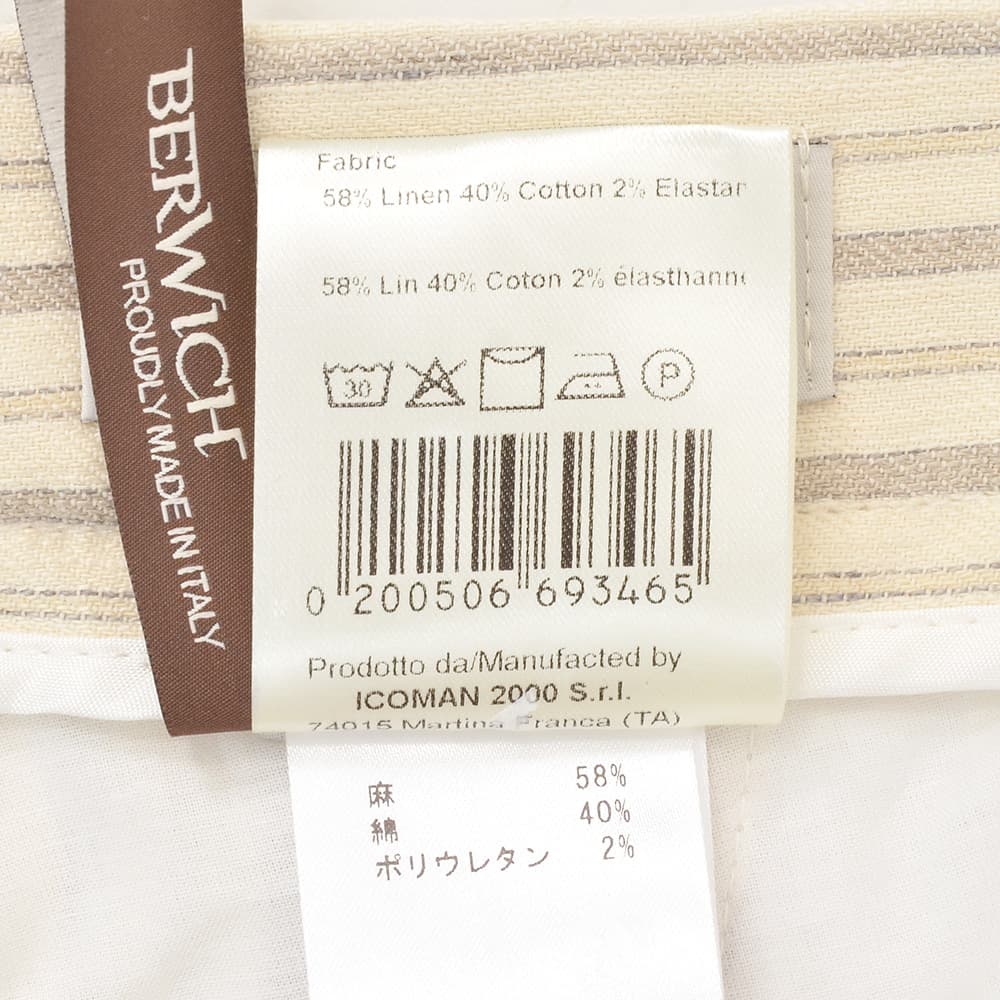 BERWICH
PROUDLY MADE IN ITALY
Fabric
58% Linen 40% Cotton 2% Elastan
58% Lin 40% Coton 2% élasthanne
30
P
0 200506 693465
Prodotto da/Manufacted by
ICOMAN 2000 S.r.l.
74015 Martina Franca (TA)
麻 58%
綿 40%
ポリウレタン 2%